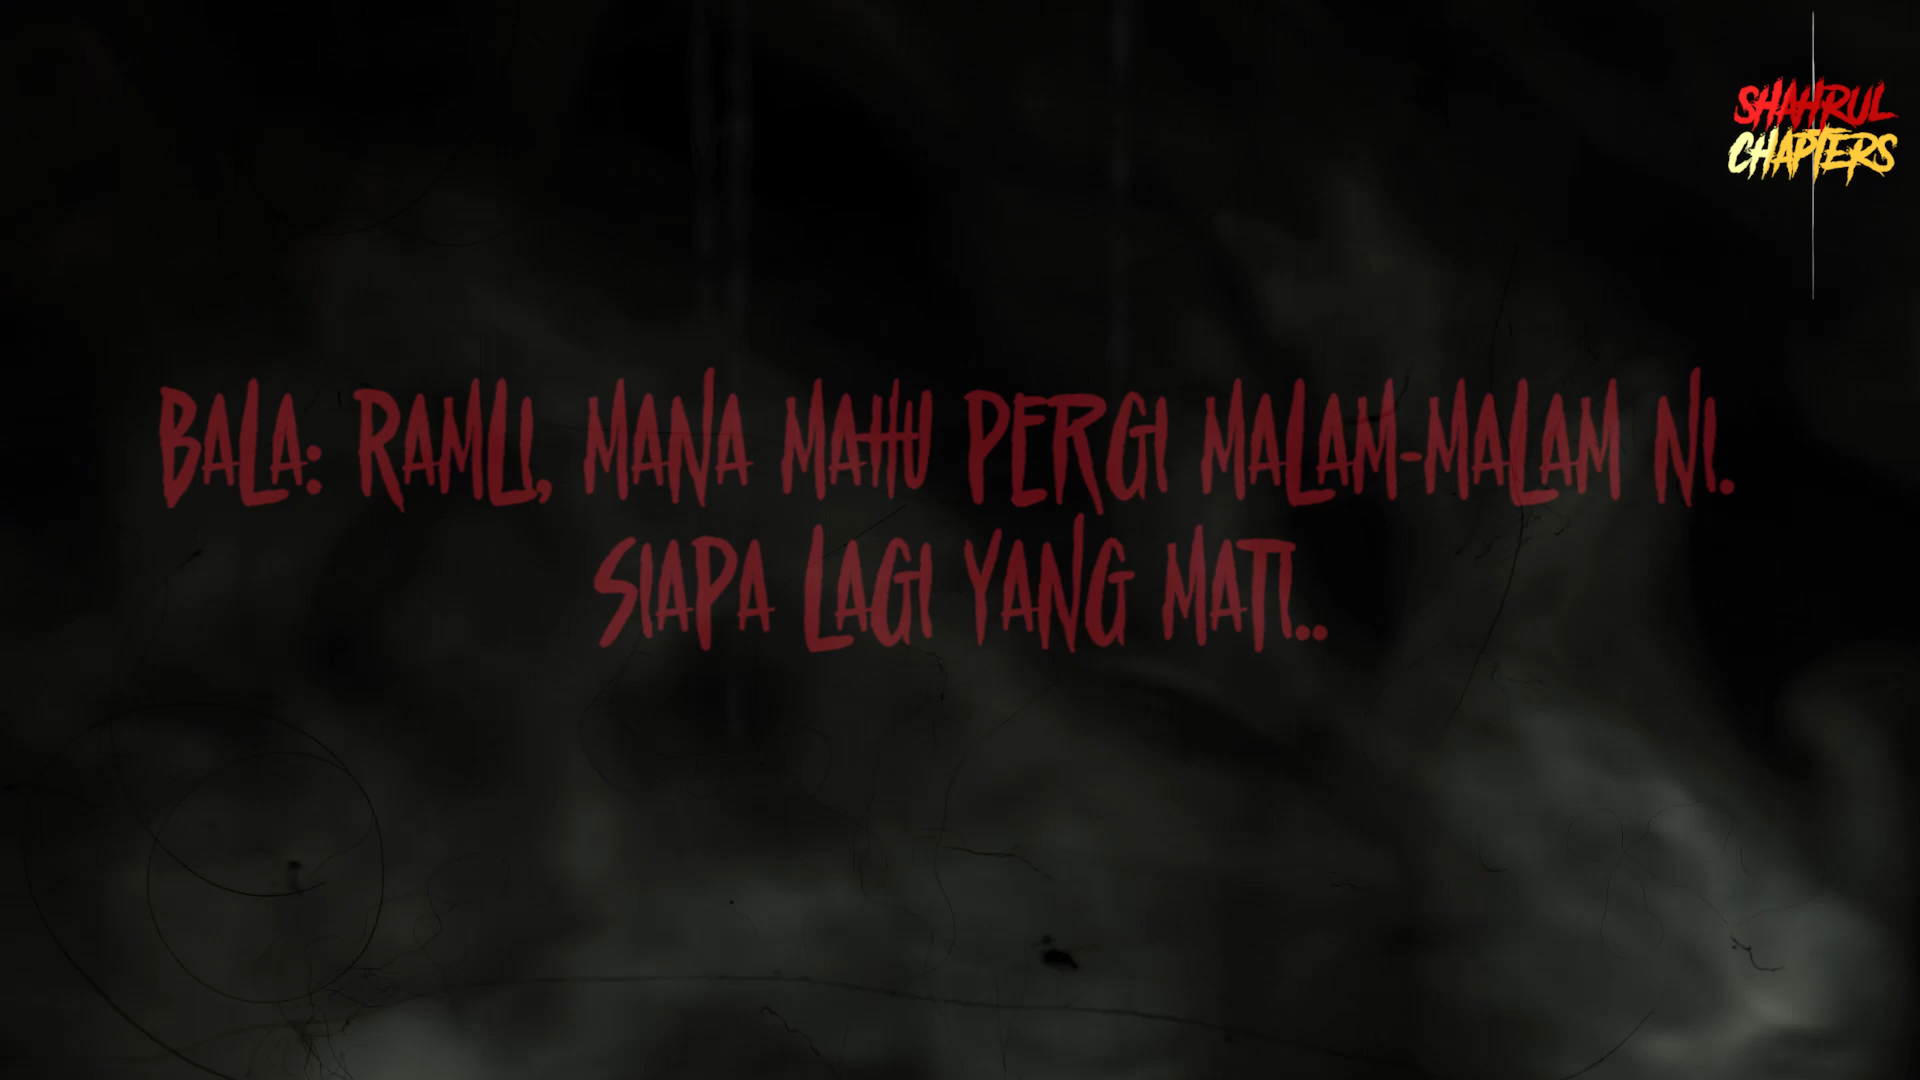 SHAHRUL
CHAPTERS
BALA: RAMLI, MANA MAHU PERGI MALAM-MALAM NI.
SIAPA LAGI YANG MATI..